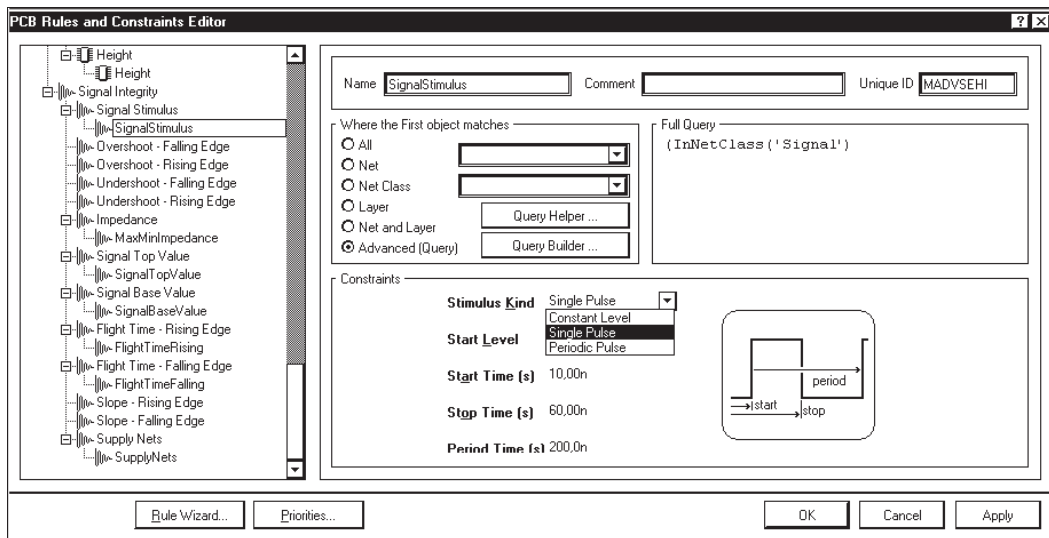 PCB Rules and Constraints Editor
Height
Height
Signal Integrity
Signal Stimulus
SignalStimulus
Overshoot - Falling Edge
Overshoot - Rising Edge
Undershoot - Falling Edge
Undershoot - Rising Edge
Impedance
MaxMinImpedance
Signal Top Value
SignalTopValue
Signal Base Value
SignalBaseValue
Flight Time - Rising Edge
FlightTimeRising
Flight Time - Falling Edge
FlightTimeFalling
Slope - Rising Edge
Slope - Falling Edge
Supply Nets
SupplyNets
Name SignalStimulus Comment Unique ID MADVSEHI
Where the First object matches
All
Net
Net Class
Layer
Net and Layer
Advanced (Query)
Query Helper ...
Query Builder ...
Full Query
(InNetClass('Signal')
Constraints
Stimulus Kind Single Pulse
Constant Level
Single Pulse
Periodic Pulse
Start Level
Start Time (s) 10,00n
Stop Time (s) 60,00n
Period Time (s) 200,0n
period
start
stop
Rule Wizard... Priorities... OK Cancel Apply